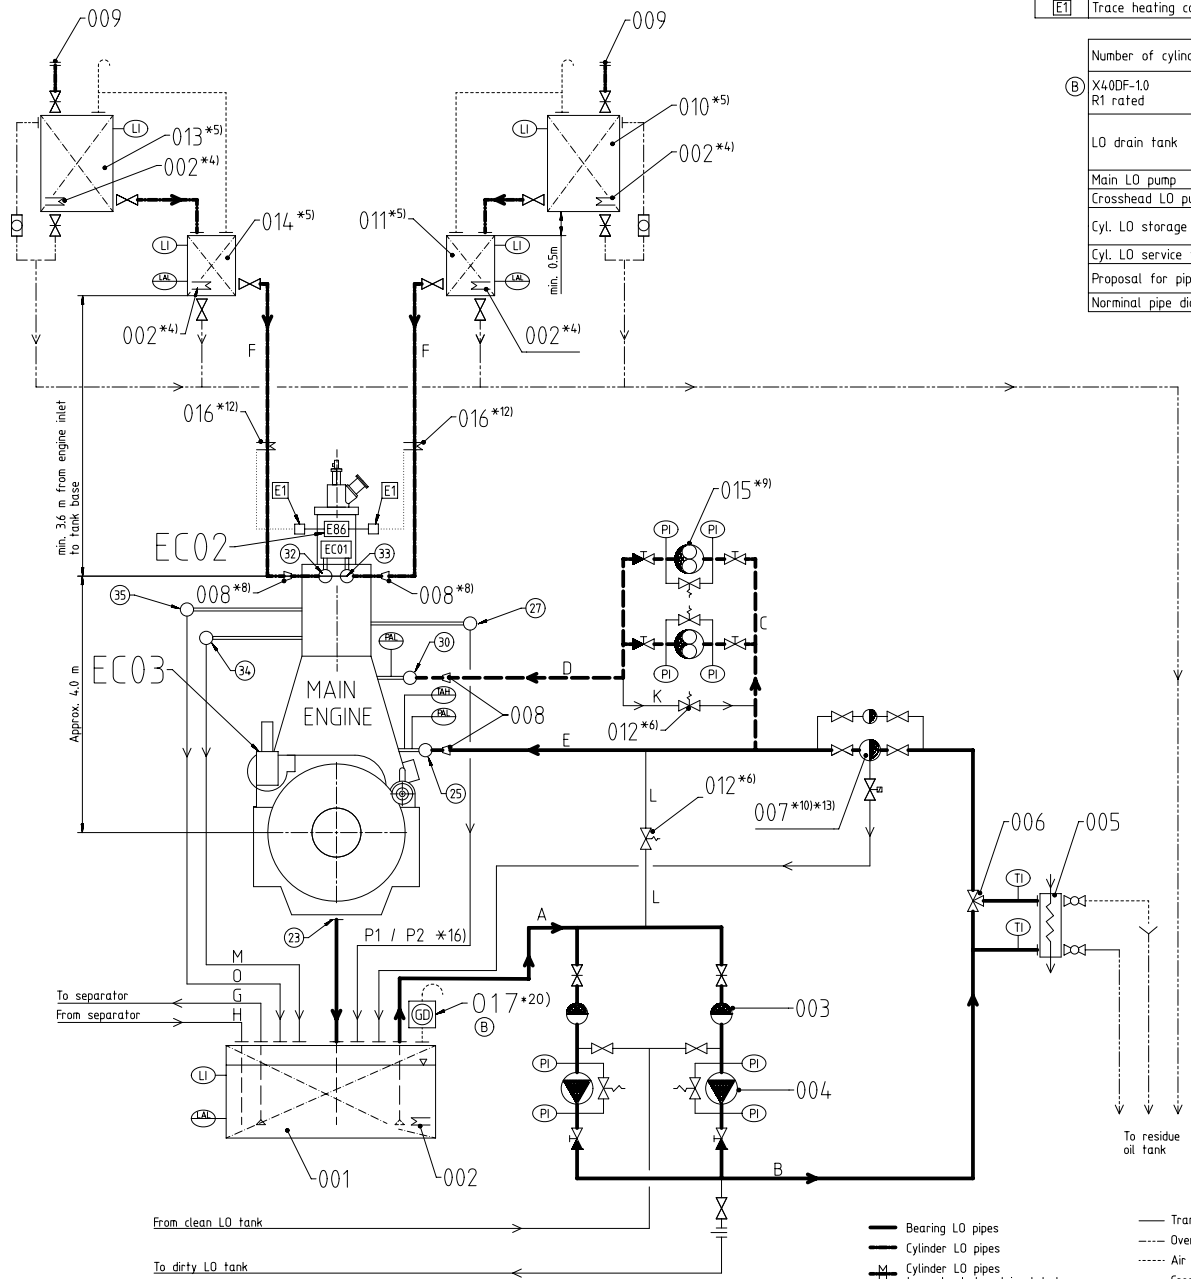 009
009
E1 Trace heating
Number of
B X40DF-1.0
R1 rated
LO drain tank
Main LO pump
Crosshead LO
Cyl. LO storage
Cyl. LO service
Proposal for
Norminal pipe
LI
013*5)
002*4)
LI
010*5)
002*4)
014*5)
LI
LAL
002*4)
011*5)
LI
LAL
002*4)
min. 0.5m
F
F
016*12)
016*12)
min. 3.6 m from engine inlet
to tank base
E1
E1
E86
EC02
EC01
32
33
008*8)
008*8)
015*9)
PI
PI
PI
PI
C
35
34
27
30
PAL
D
K
012*6)
EC03
MAIN
ENGINE
TAH
PAL
008
E
25
Approx. 4.0 m
L
012*6)
007*10)*13)
006
005
TI
TI
L
A
23
P1 / P2 *16)
M
O
G
H
To separator
From separator
GD
017*20)
B
003
LI
LAL
PI
PI
PI
PI
004
001
002
B
To residue
oil tank
From clean LO tank
To dirty LO tank
Bearing LO pipes
Cylinder LO pipes
M Cylinder LO pipes
Air